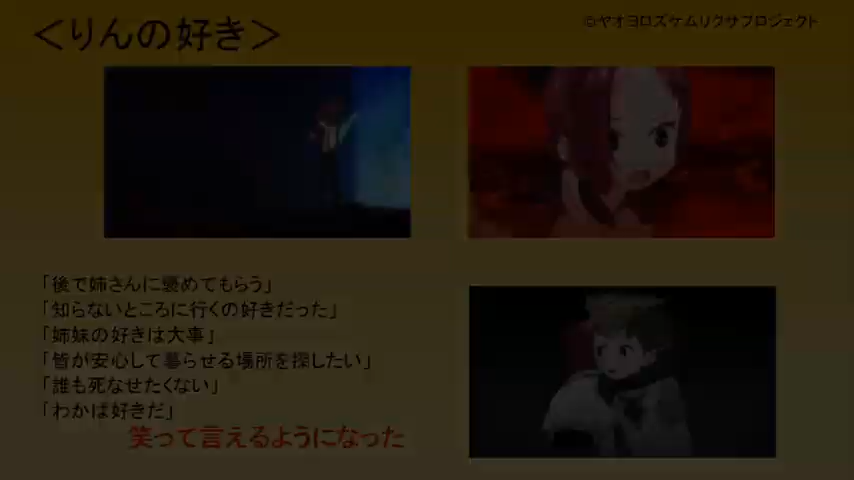 ＜りんの好き＞
©ヤオヨロズケムリクサプロジェクト
「後で姉さんに褒めてもらう」
「知らないところに行くの好きだった」
「姉妹の好きは大事」
「皆が安心して暮らせる場所を探したい」
「誰も死なせたくない」
「わかば好きだ」
笑って言えるようになった